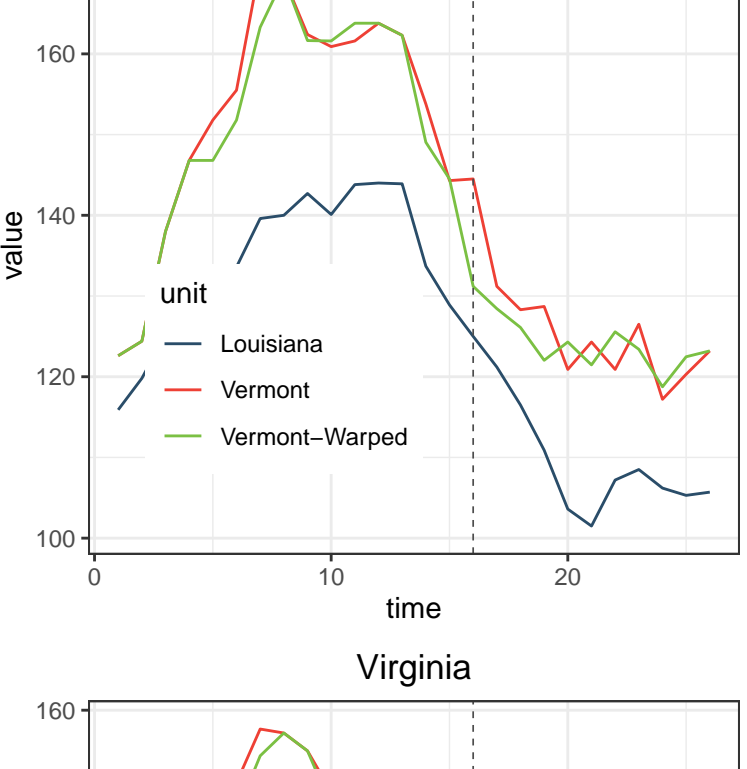 160
140
value
unit
Louisiana
Vermont
Vermont−Warped
120
100
0 10 20
time
Virginia
160